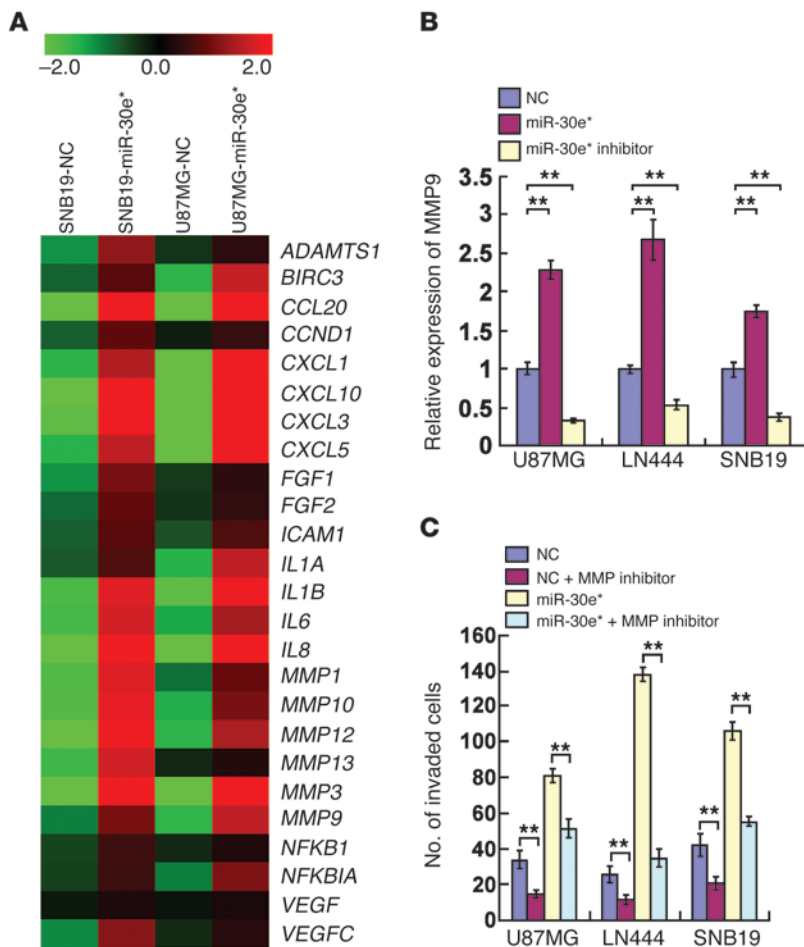 A
−2.0 0.0 2.0
SNB19-NC
SNB19-miR-30e*
U87MG-NC
U87MG-miR-30e*
ADAMTS1
BIRC3
CCL20
CCND1
CXCL1
CXCL10
CXCL3
CXCL5
FGF1
FGF2
ICAM1
IL1A
IL1B
IL6
IL8
MMP1
MMP10
MMP12
MMP13
MMP3
MMP9
NFKB1
NFKBIA
VEGF
VEGFC
B
NC
miR-30e*
miR-30e* inhibitor
Relative expression of MMP9
3.5
3
2.5
2
1.5
1
0.5
0
** ** **
** ** **
U87MG LN444 SNB19
C
NC
NC + MMP inhibitor
miR-30e*
miR-30e* + MMP inhibitor
No. of invaded cells
160
140
120
100
80
60
40
20
0
** ** **
** ** **
U87MG LN444 SNB19